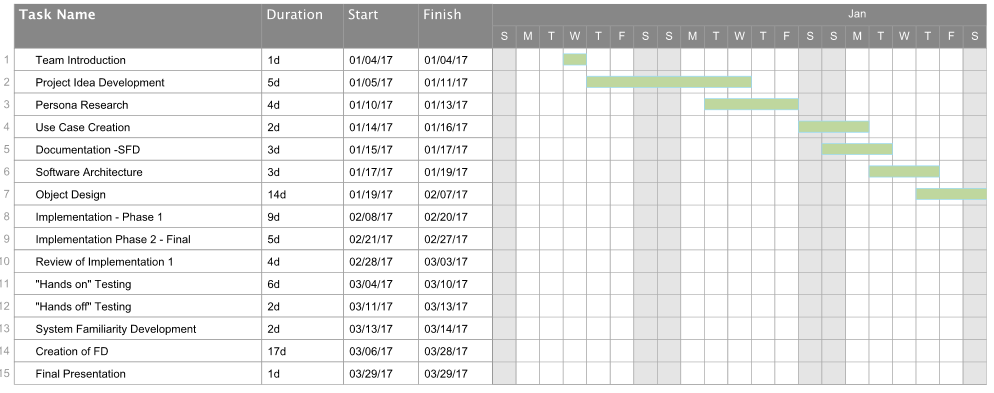 Task Name Duration Start Finish Jan
S M T W T F S S M T W T F S S M T W T F S
1 Team Introduction 1d 01/04/17 01/04/17
2 Project Idea Development 5d 01/05/17 01/11/17
3 Persona Research 4d 01/10/17 01/13/17
4 Use Case Creation 2d 01/14/17 01/16/17
5 Documentation -SFD 3d 01/15/17 01/17/17
6 Software Architecture 3d 01/17/17 01/19/17
7 Object Design 14d 01/19/17 02/07/17
8 Implementation - Phase 1 9d 02/08/17 02/20/17
9 Implementation Phase 2 - Final 5d 02/21/17 02/27/17
10 Review of Implementation 1 4d 02/28/17 03/03/17
11 "Hands on" Testing 6d 03/04/17 03/10/17
12 "Hands off" Testing 2d 03/11/17 03/13/17
13 System Familiarity Development 2d 03/13/17 03/14/17
14 Creation of FD 17d 03/06/17 03/28/17
15 Final Presentation 1d 03/29/17 03/29/17